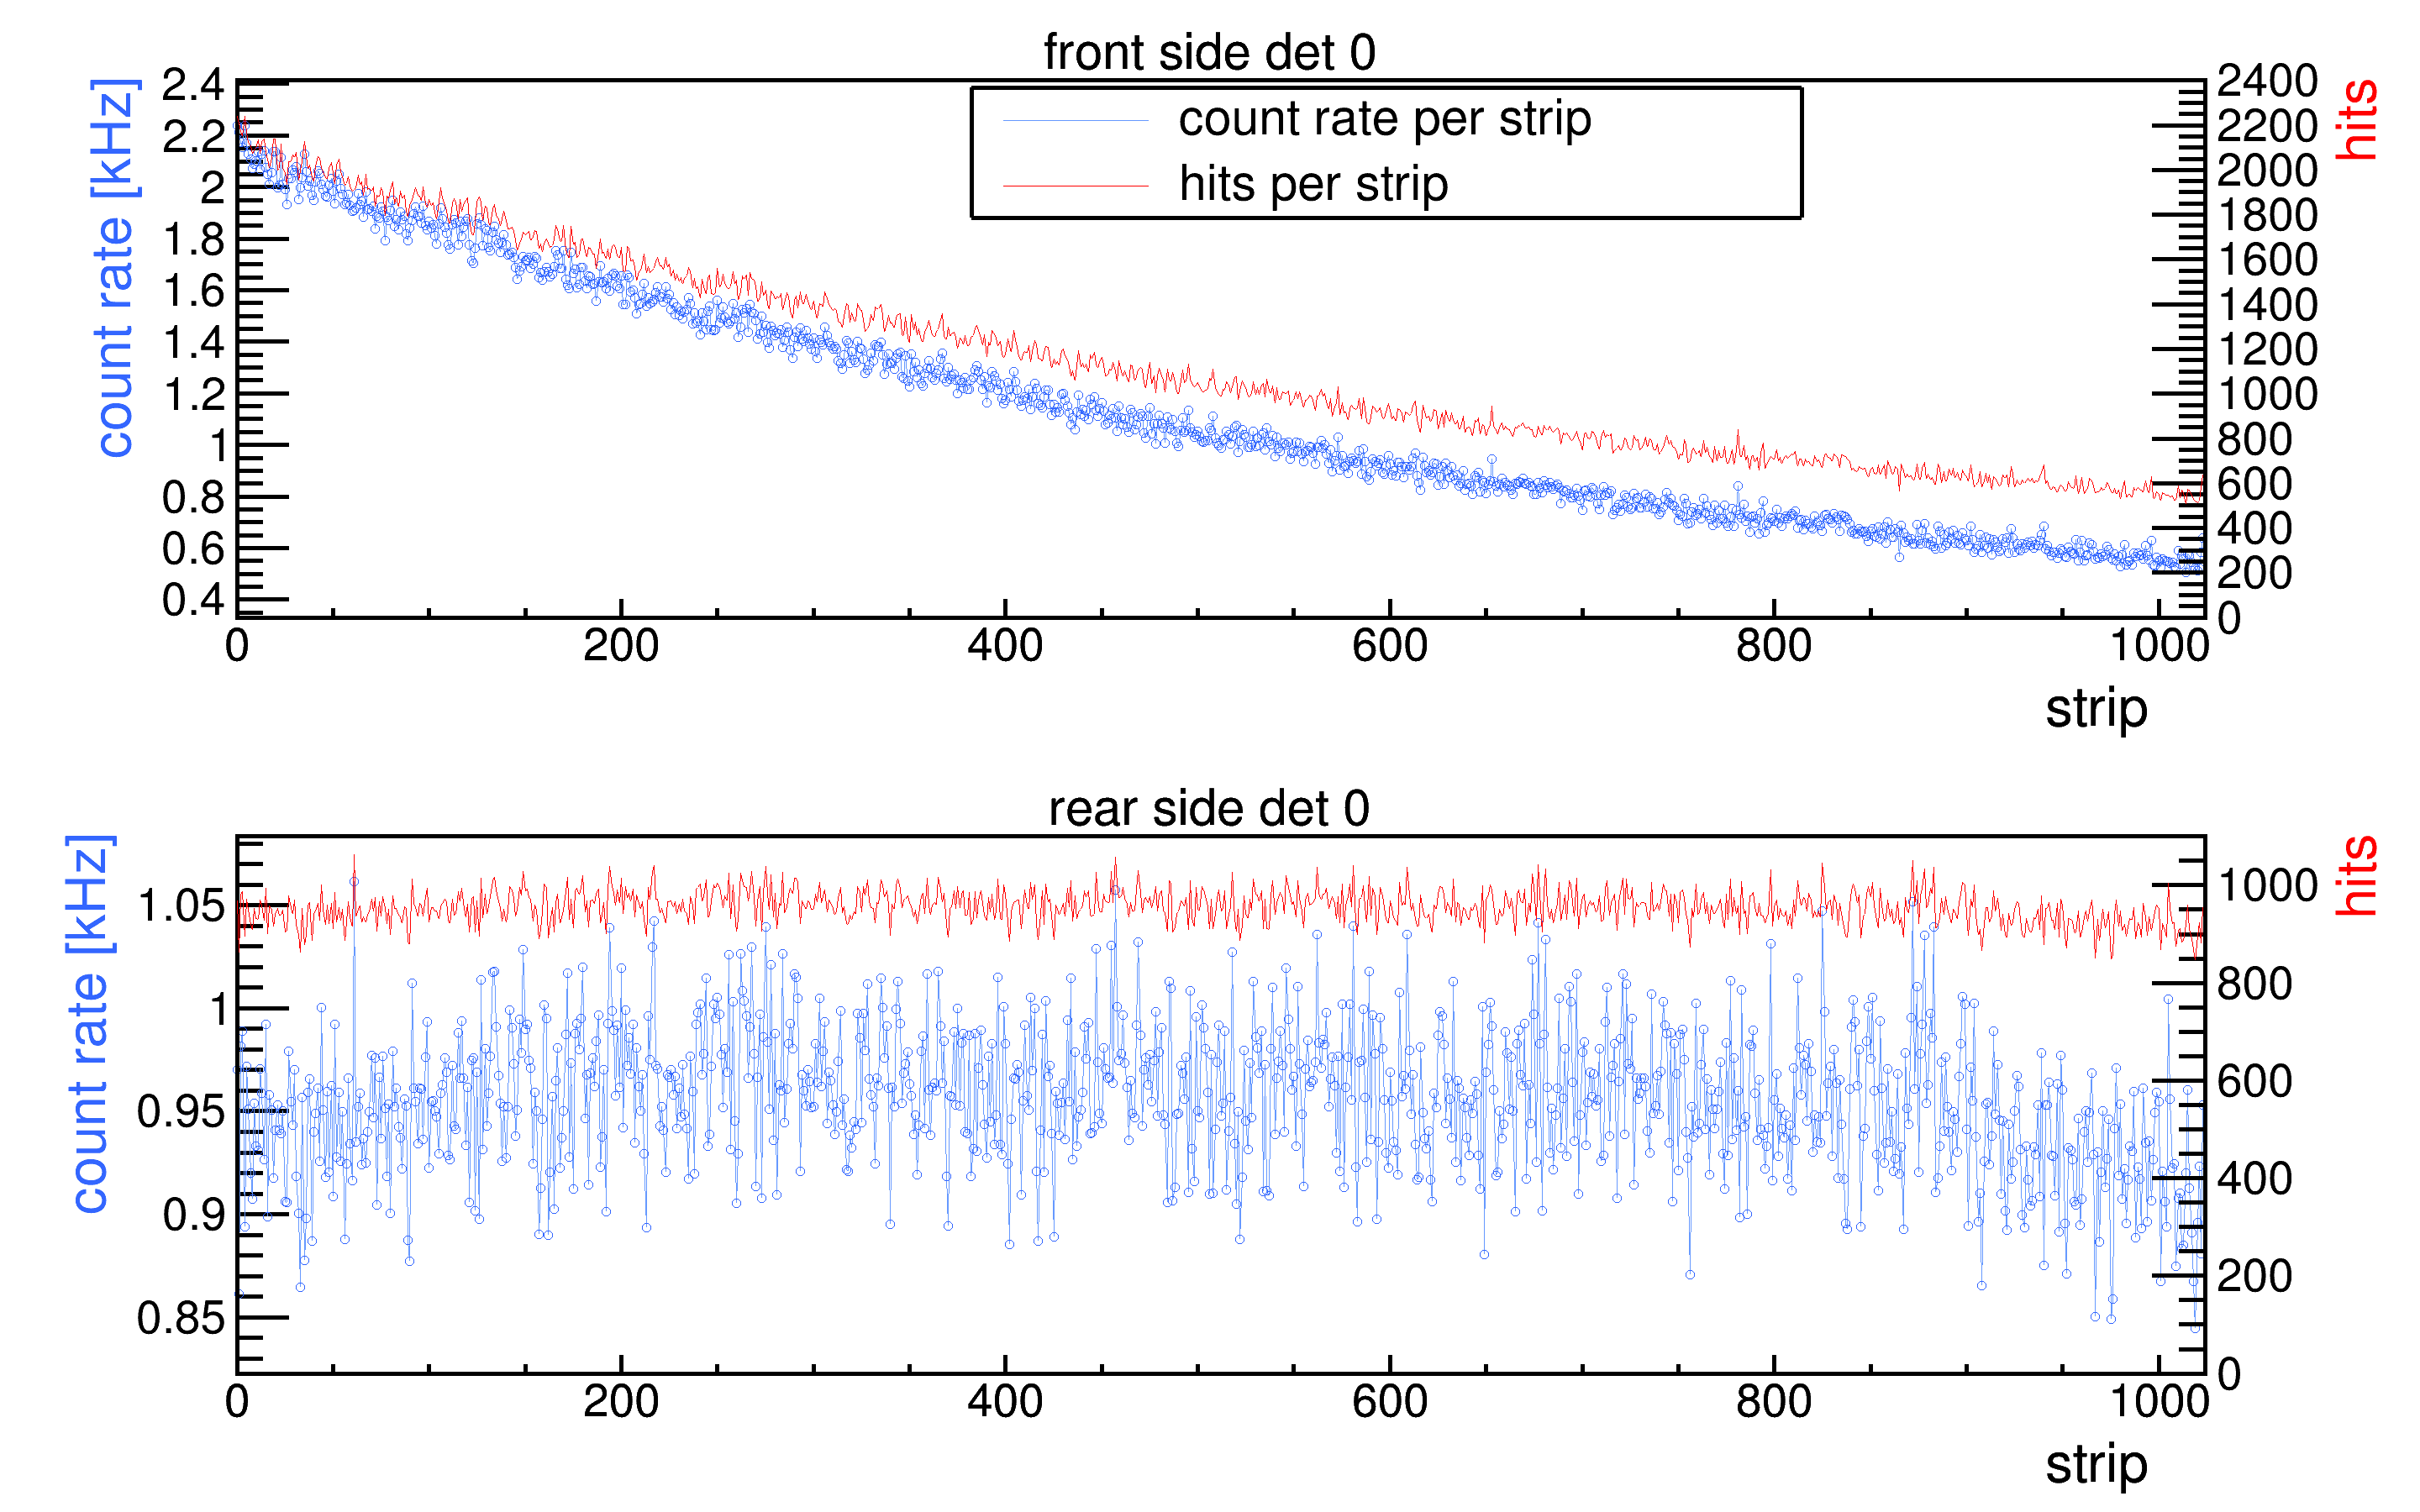 front side det 0
count rate [kHz]
hits
count rate per strip
hits per strip
2.4
2.2
2
1.8
1.6
1.4
1.2
1
0.8
0.6
0.4
2400
2200
2000
1800
1600
1400
1200
1000
800
600
400
200
0
0 200 400 600 800 1000
strip
rear side det 0
count rate [kHz]
hits
1.05
1
0.95
0.9
0.85
1000
800
600
400
200
0
0 200 400 600 800 1000
strip